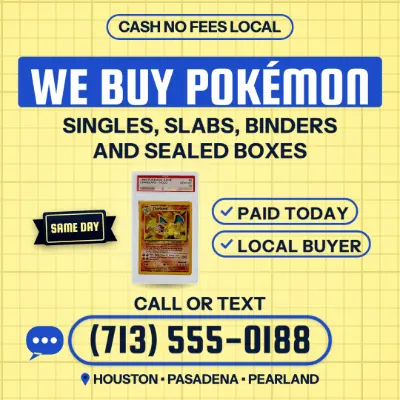 CASH NO FEES LOCAL
WE BUY POKÉMON
SINGLES, SLABS, BINDERS
AND SEALED BOXES
PAID TODAY
SAME DAY
LOCAL BUYER
CALL OR TEXT
(713) 555-0188
HOUSTON • PASADENA • PEARLAND